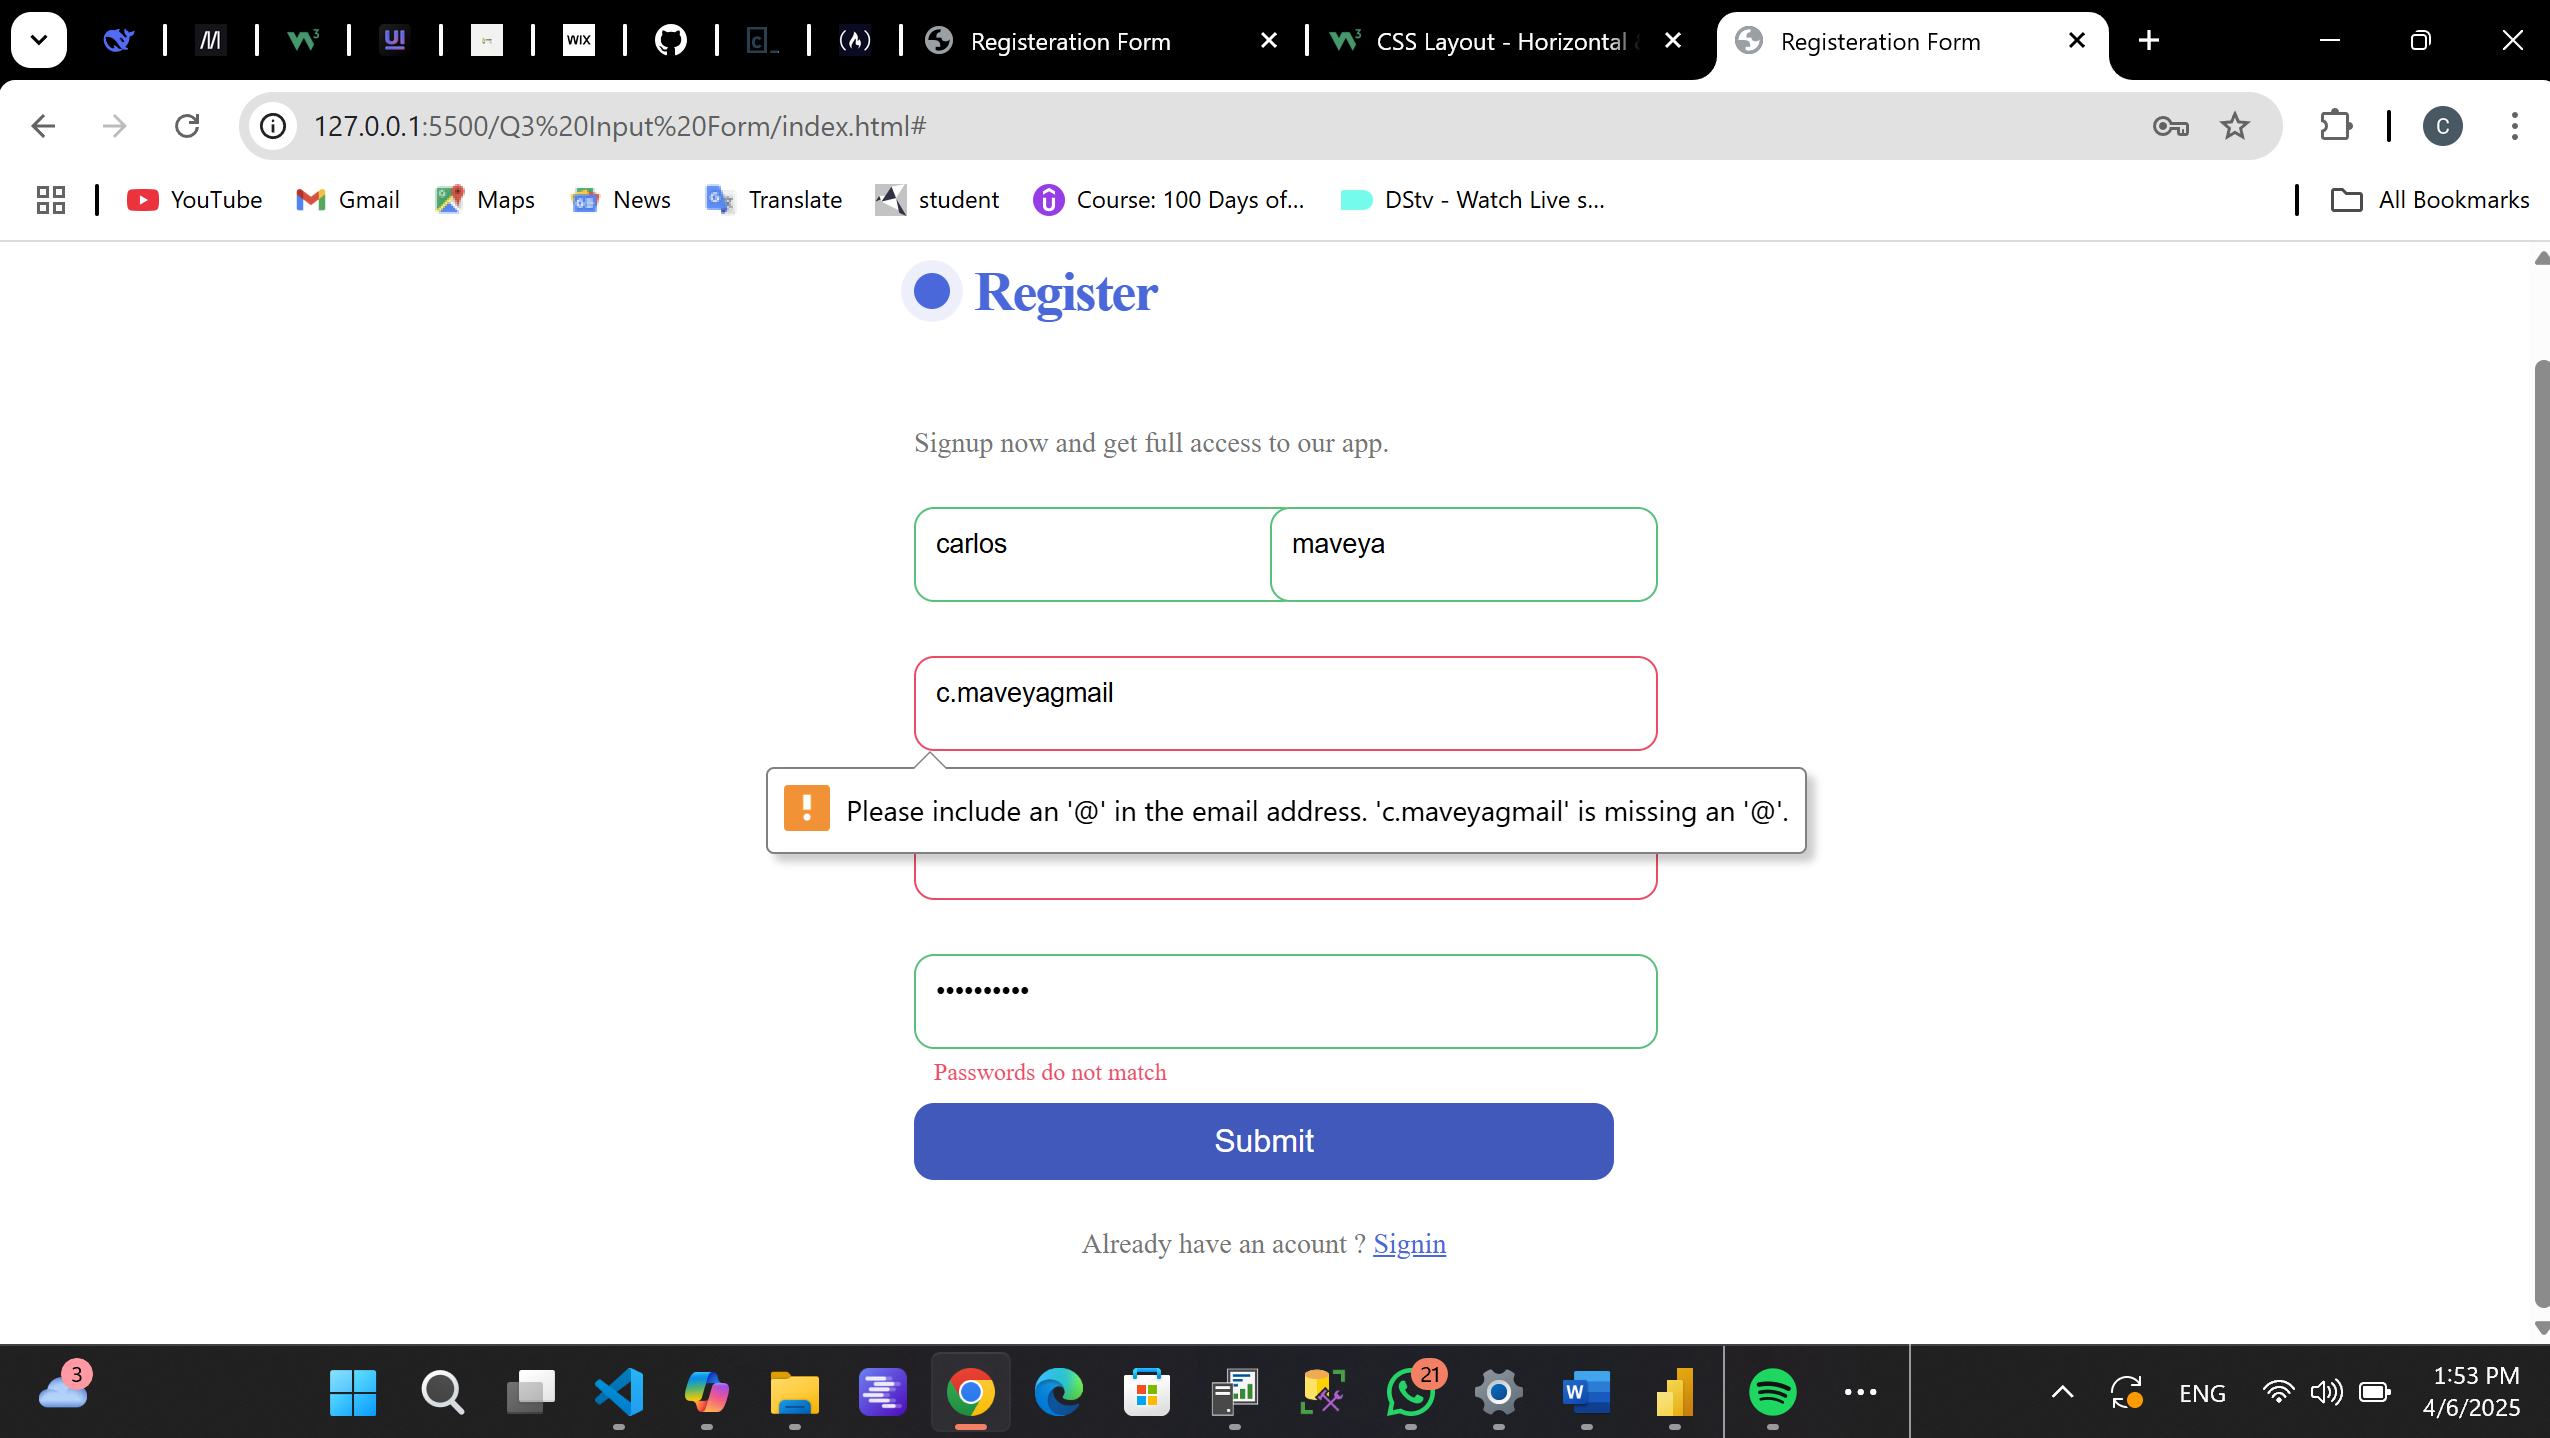 UI
WIX
Registeration Form
CSS Layout - Horizontal
Registeration Form
127.0.0.1:5500/Q3%20Input%20Form/index.html#
C
YouTube
Gmail
Maps
News
Translate
student
Course: 100 Days of...
DStv - Watch Live s...
All Bookmarks
Register
Signup now and get full access to our app.
carlos
maveya
c.maveyagmail
Please include an '@' in the email address. 'c.maveyagmail' is missing an '@'.
••••••••••
Passwords do not match
Submit
Already have an acount ? Signin
3
21
ENG
1:53 PM
4/6/2025